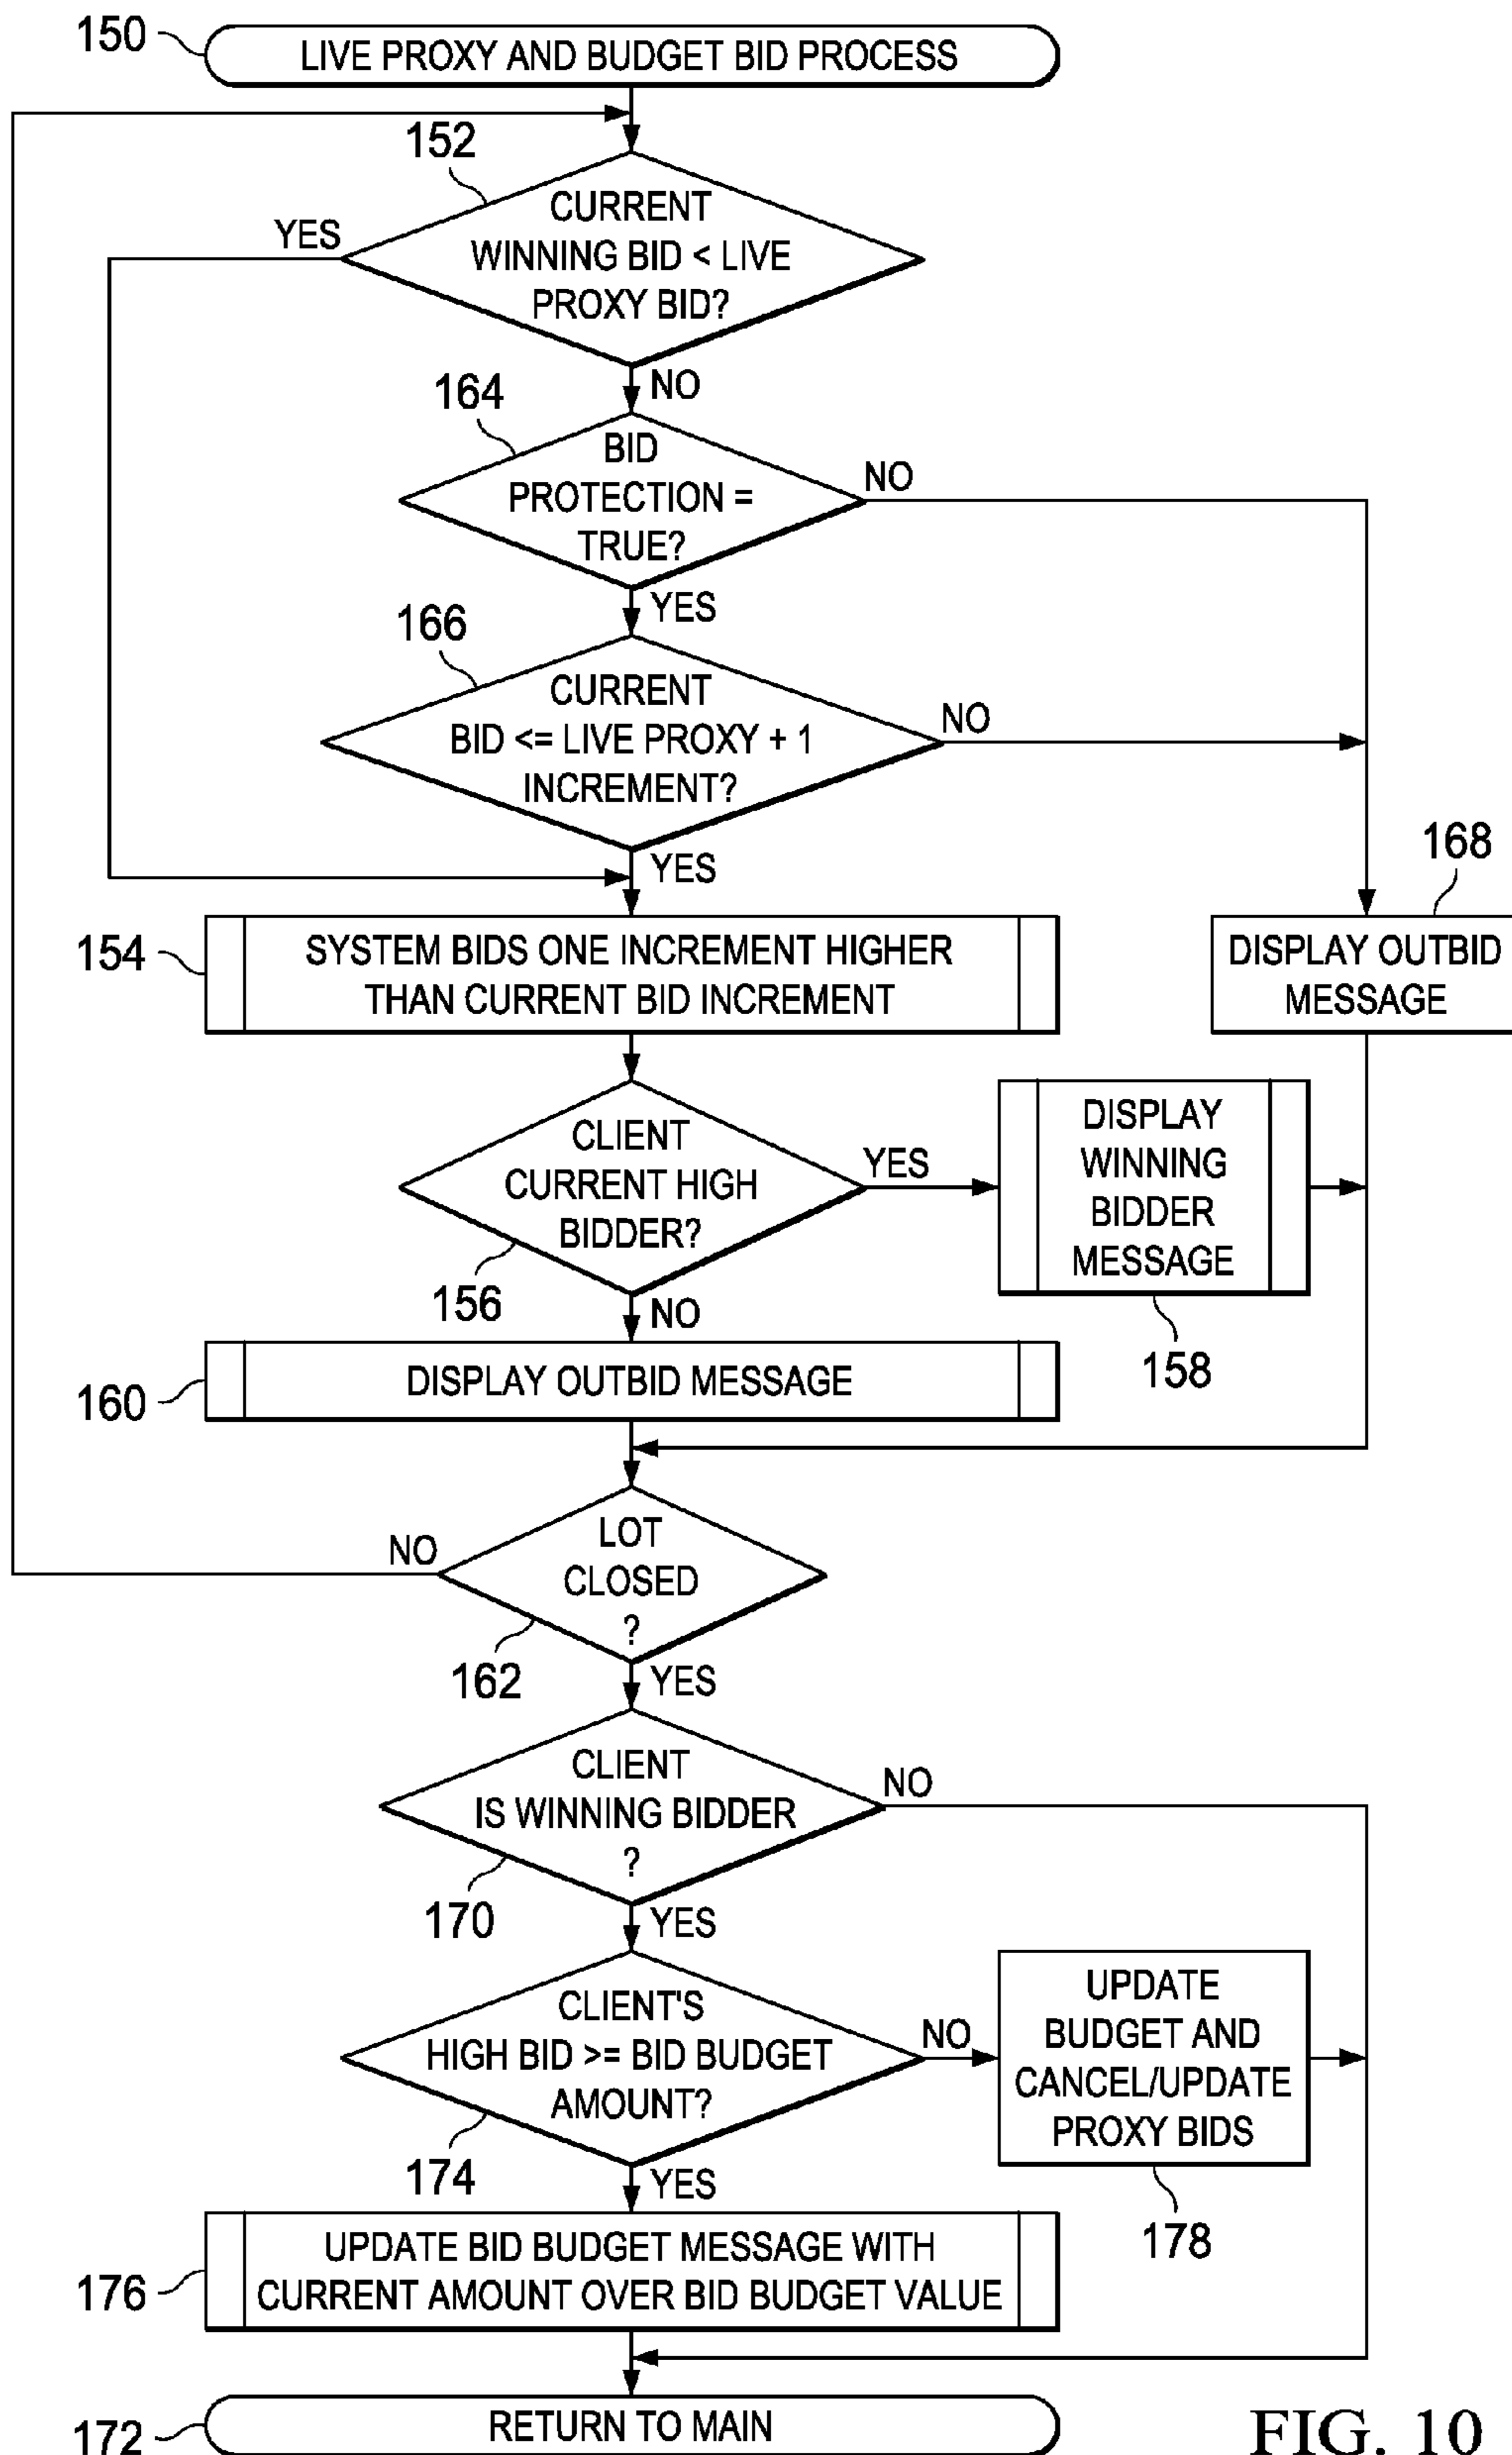 150
LIVE PROXY AND BUDGET BID PROCESS
152
CURRENT
WINNING BID < LIVE
PROXY BID?
YES
NO
164
BID
PROTECTION =
TRUE?
NO
YES
166
CURRENT
BID <= LIVE PROXY + 1
INCREMENT?
NO
YES
168
DISPLAY OUTBID
MESSAGE
154
SYSTEM BIDS ONE INCREMENT HIGHER
THAN CURRENT BID INCREMENT
CLIENT
CURRENT HIGH
BIDDER?
YES
156
NO
DISPLAY
WINNING
BIDDER
MESSAGE
158
160
DISPLAY OUTBID MESSAGE
LOT
CLOSED
?
NO
162
YES
CLIENT
IS WINNING BIDDER
?
NO
170
YES
CLIENT'S
HIGH BID >= BID BUDGET
AMOUNT?
NO
174
YES
UPDATE
BUDGET AND
CANCEL/UPDATE
PROXY BIDS
178
176
UPDATE BID BUDGET MESSAGE WITH
CURRENT AMOUNT OVER BID BUDGET VALUE
172
RETURN TO MAIN
FIG. 10